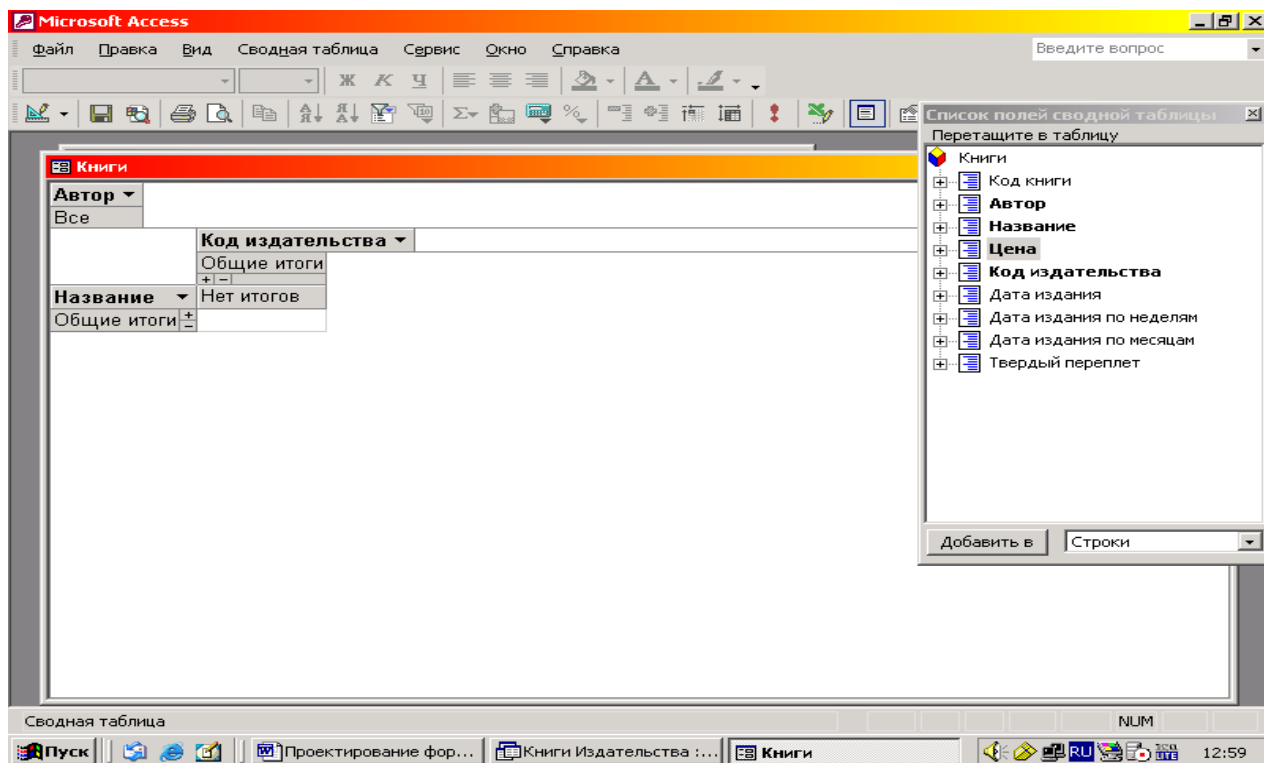 Microsoft Access
Файл Правка Вид Сводная таблица Сервис Окно Справка Введите вопрос
Ж К Ч
Список полей сводной таблицы
Перетащите в таблицу
Книги
Код книги
Автор
Название
Цена
Код издательства
Дата издания
Дата издания по неделям
Дата издания по месяцам
Твердый переплет
Добавить в Строки
Книги
Автор
Все
Код издательства
Общие итоги
Название Нет итогов
Общие итоги
Сводная таблица NUM
Пуск Проектирование фор... Книги Издательства :... Книги RU 12:59